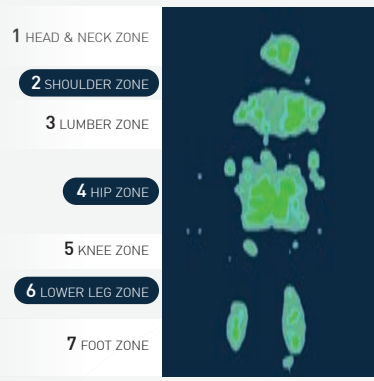 1 HEAD & NECK ZONE
2 SHOULDER ZONE
3 LUMBER ZONE
4 HIP ZONE
5 KNEE ZONE
6 LOWER LEG ZONE
7 FOOT ZONE